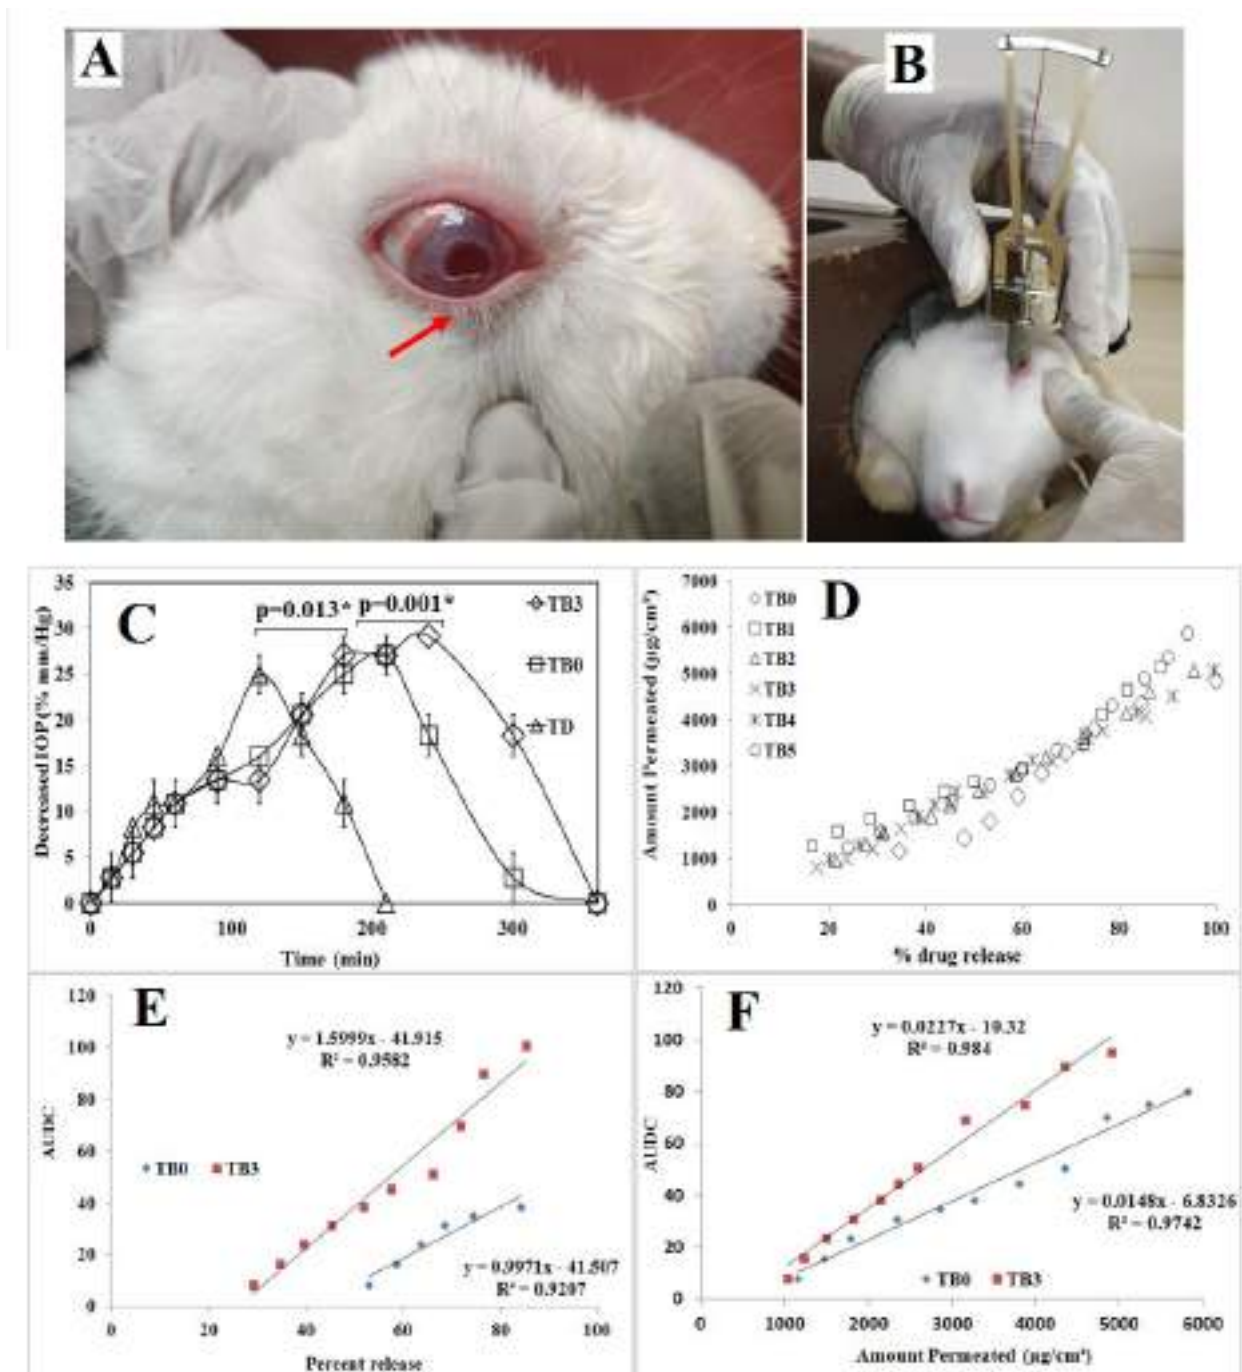 A
B
C
35
30
25
20
15
10
5
0
0
100
200
300
Decreased IOP (% mm/Hg)
Time (min)
p=0.013*
p=0.001*
TB3
TB0
TD
D
7000
6000
5000
4000
3000
2000
1000
0
0
20
40
60
80
100
Amount Permeated (µg/cm²)
% drug release
TB0
TB1
TB2
TB3
TB4
TB5
E
120
100
80
60
40
20
0
0
20
40
60
80
100
AUDC
Percent release
y = 1.5999x - 41.915
R² = 0.9582
TB0
TB3
y = 0.9971x - 41.507
R² = 0.9207
F
120
100
80
60
40
20
0
0
1000
2000
3000
4000
5000
6000
AUDC
Amount Permeated (µg/cm²)
y = 0.0227x - 10.32
R² = 0.984
y = 0.0148x - 6.8326
R² = 0.9742
TB0
TB3